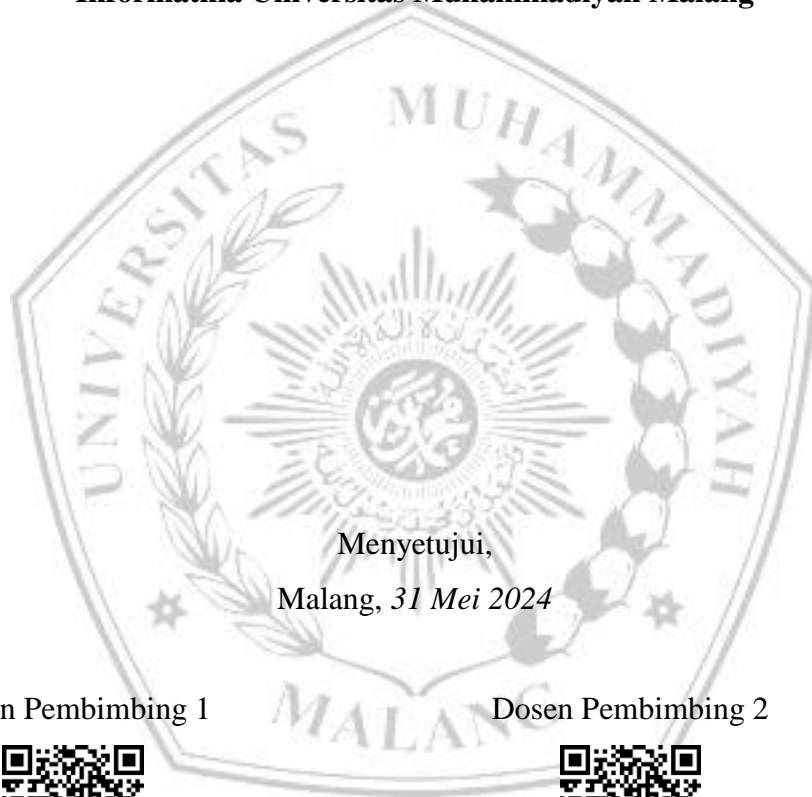 Informatika Universitas Muhammadiyah Malang
UNIVERSITAS MUHAMMADIYAH
MALANG
Menyetujui,
Malang, 31 Mei 2024
n Pembimbing 1
Dosen Pembimbing 2